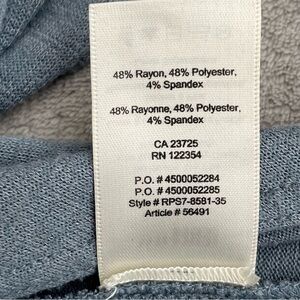 48% Rayon, 48% Polyester,
4% Spandex
48% Rayonne, 48% Polyester,
4% Spandex
CA 23725
RN 122354
P.O. # 4500052284
P.O. # 4500052285
Style # RPS7-8581-35
Article # 56491